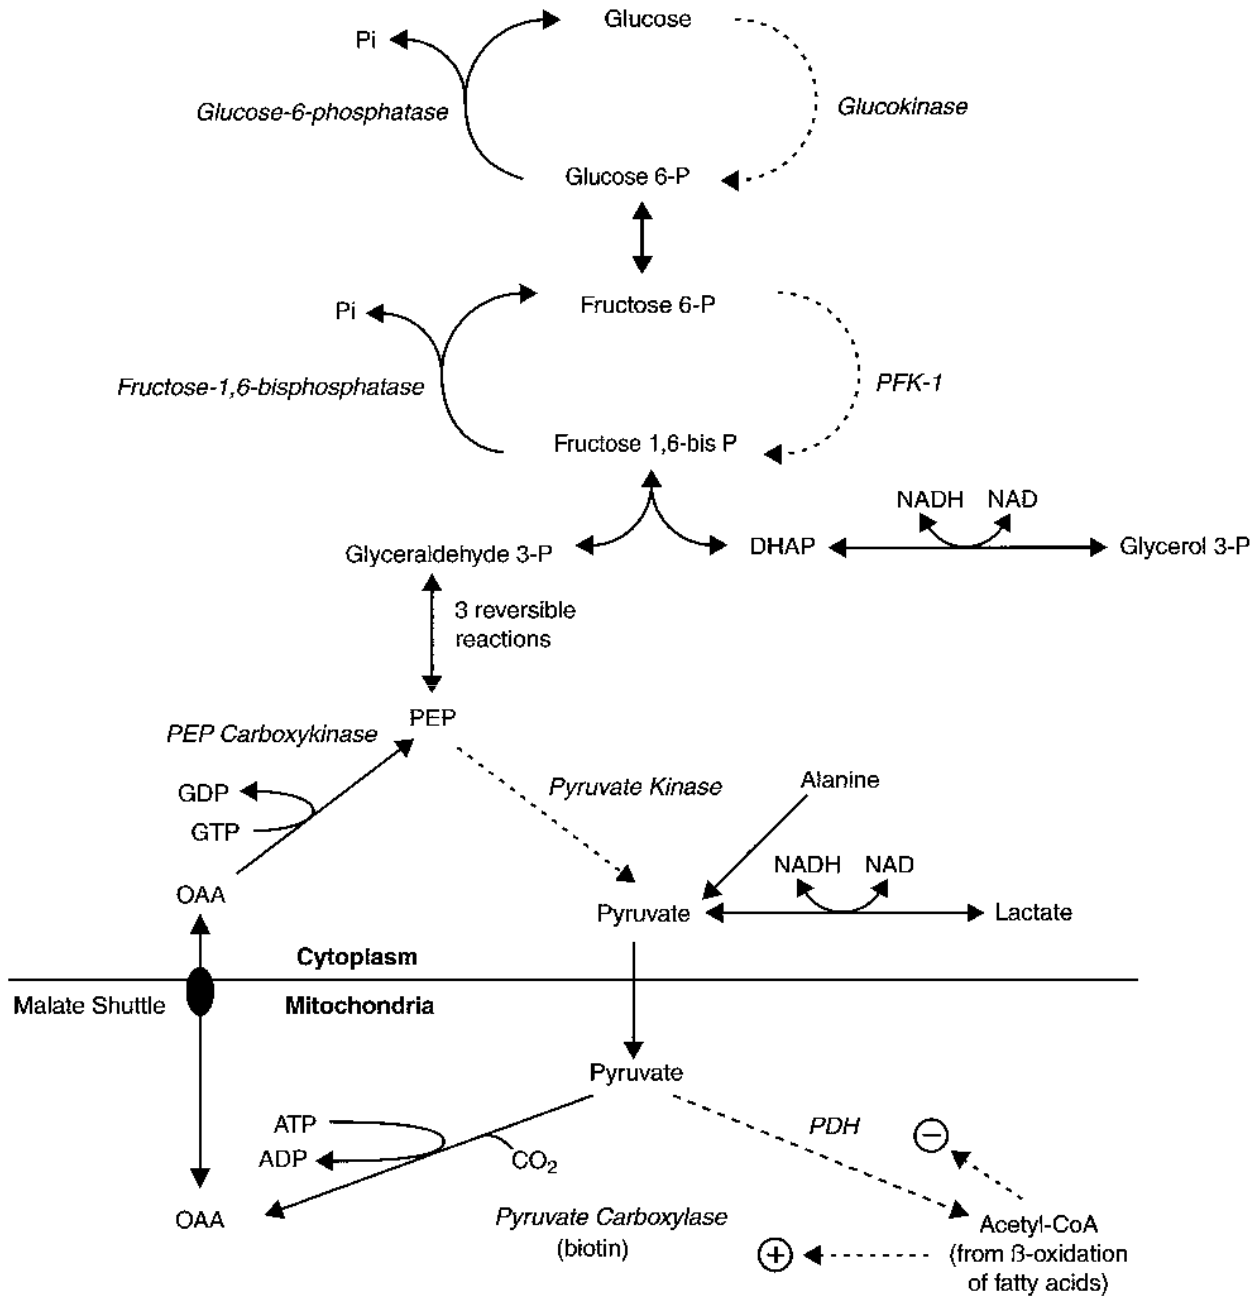 Glucose
Pi
Glucose-6-phosphatase
Glucokinase
Glucose 6-P
Pi
Fructose 6-P
Fructose-1,6-bisphosphatase
PFK-1
Fructose 1,6-bis P
NADH NAD
Glyceraldehyde 3-P
DHAP
Glycerol 3-P
3 reversible
reactions
PEP
PEP Carboxykinase
Pyruvate Kinase
Alanine
GDP
GTP
NADH NAD
OAA
Pyruvate
Lactate
Cytoplasm
Malate Shuttle
Mitochondria
Pyruvate
ATP
PDH
−
ADP
CO₂
OAA
Pyruvate Carboxylase
(biotin)
+
Acetyl-CoA
(from ß-oxidation
of fatty acids)